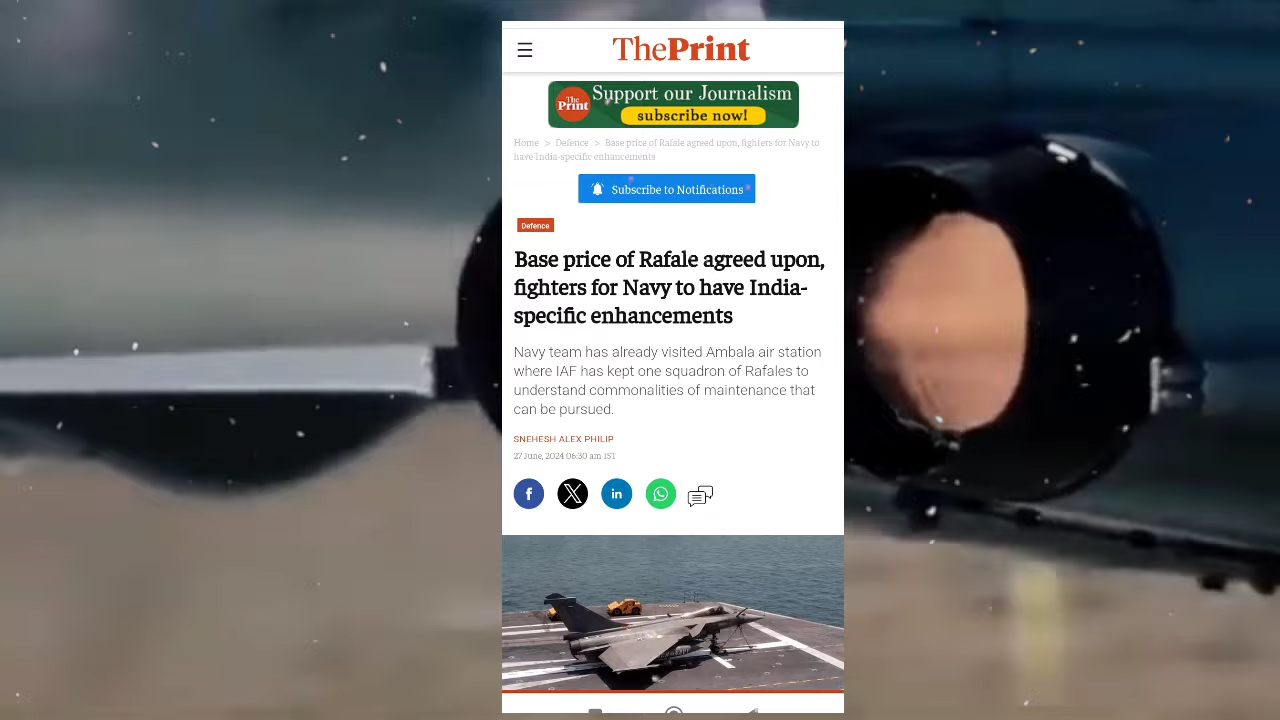 ☰
ThePrint
The Print
Support our Journalism
subscribe now!
Home > Defence > Base price of Rafale agreed upon, fighters for Navy to
have India-specific enhancements
Subscribe to Notifications
Defence
Base price of Rafale agreed upon,
fighters for Navy to have India-
specific enhancements
Navy team has already visited Ambala air station
where IAF has kept one squadron of Rafales to
understand commonalities of maintenance that
can be pursued.
SNEHESH ALEX PHILIP
27 June, 2024 06:30 am IST